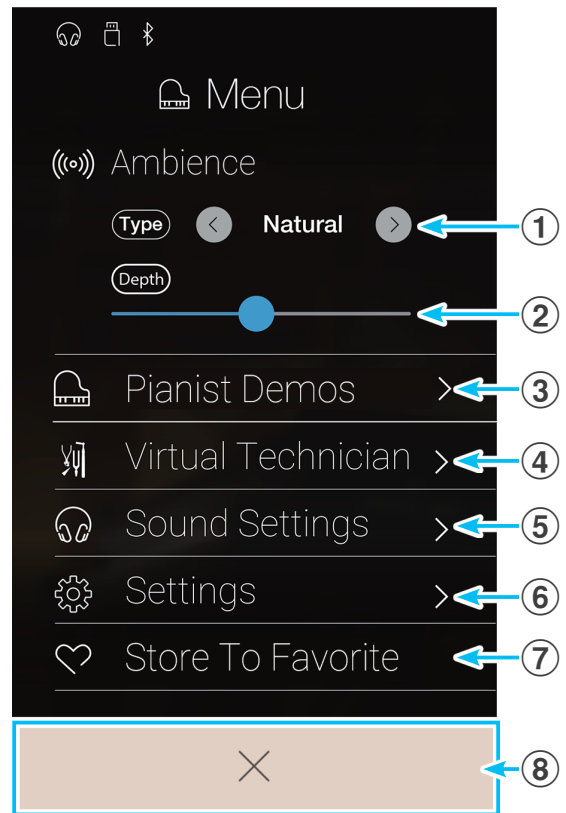 Menu
Ambience
Type < Natural > ①
Depth
②
Pianist Demos > ③
Virtual Technician > ④
Sound Settings > ⑤
Settings > ⑥
Store To Favorite ⑦
× ⑧